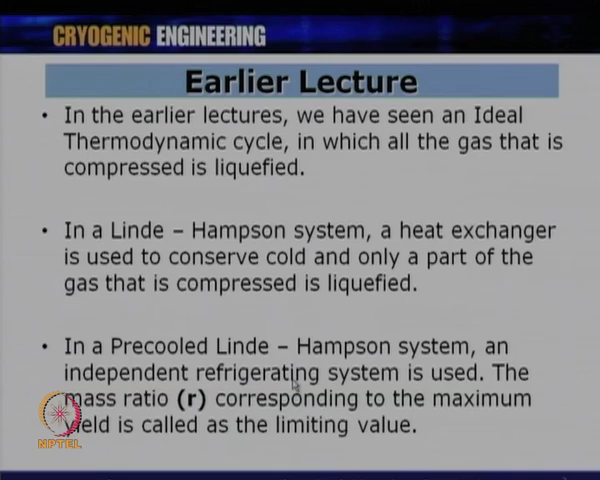 CRYOGENIC ENGINEERING
Earlier Lecture
• In the earlier lectures, we have seen an Ideal
Thermodynamic cycle, in which all the gas that is
compressed is liquefied.
• In a Linde – Hampson system, a heat exchanger
is used to conserve cold and only a part of the
gas that is compressed is liquefied.
• In a Precooled Linde – Hampson system, an
independent refrigerating system is used. The
mass ratio (r) corresponding to the maximum
yield is called as the limiting value.
NPTEL